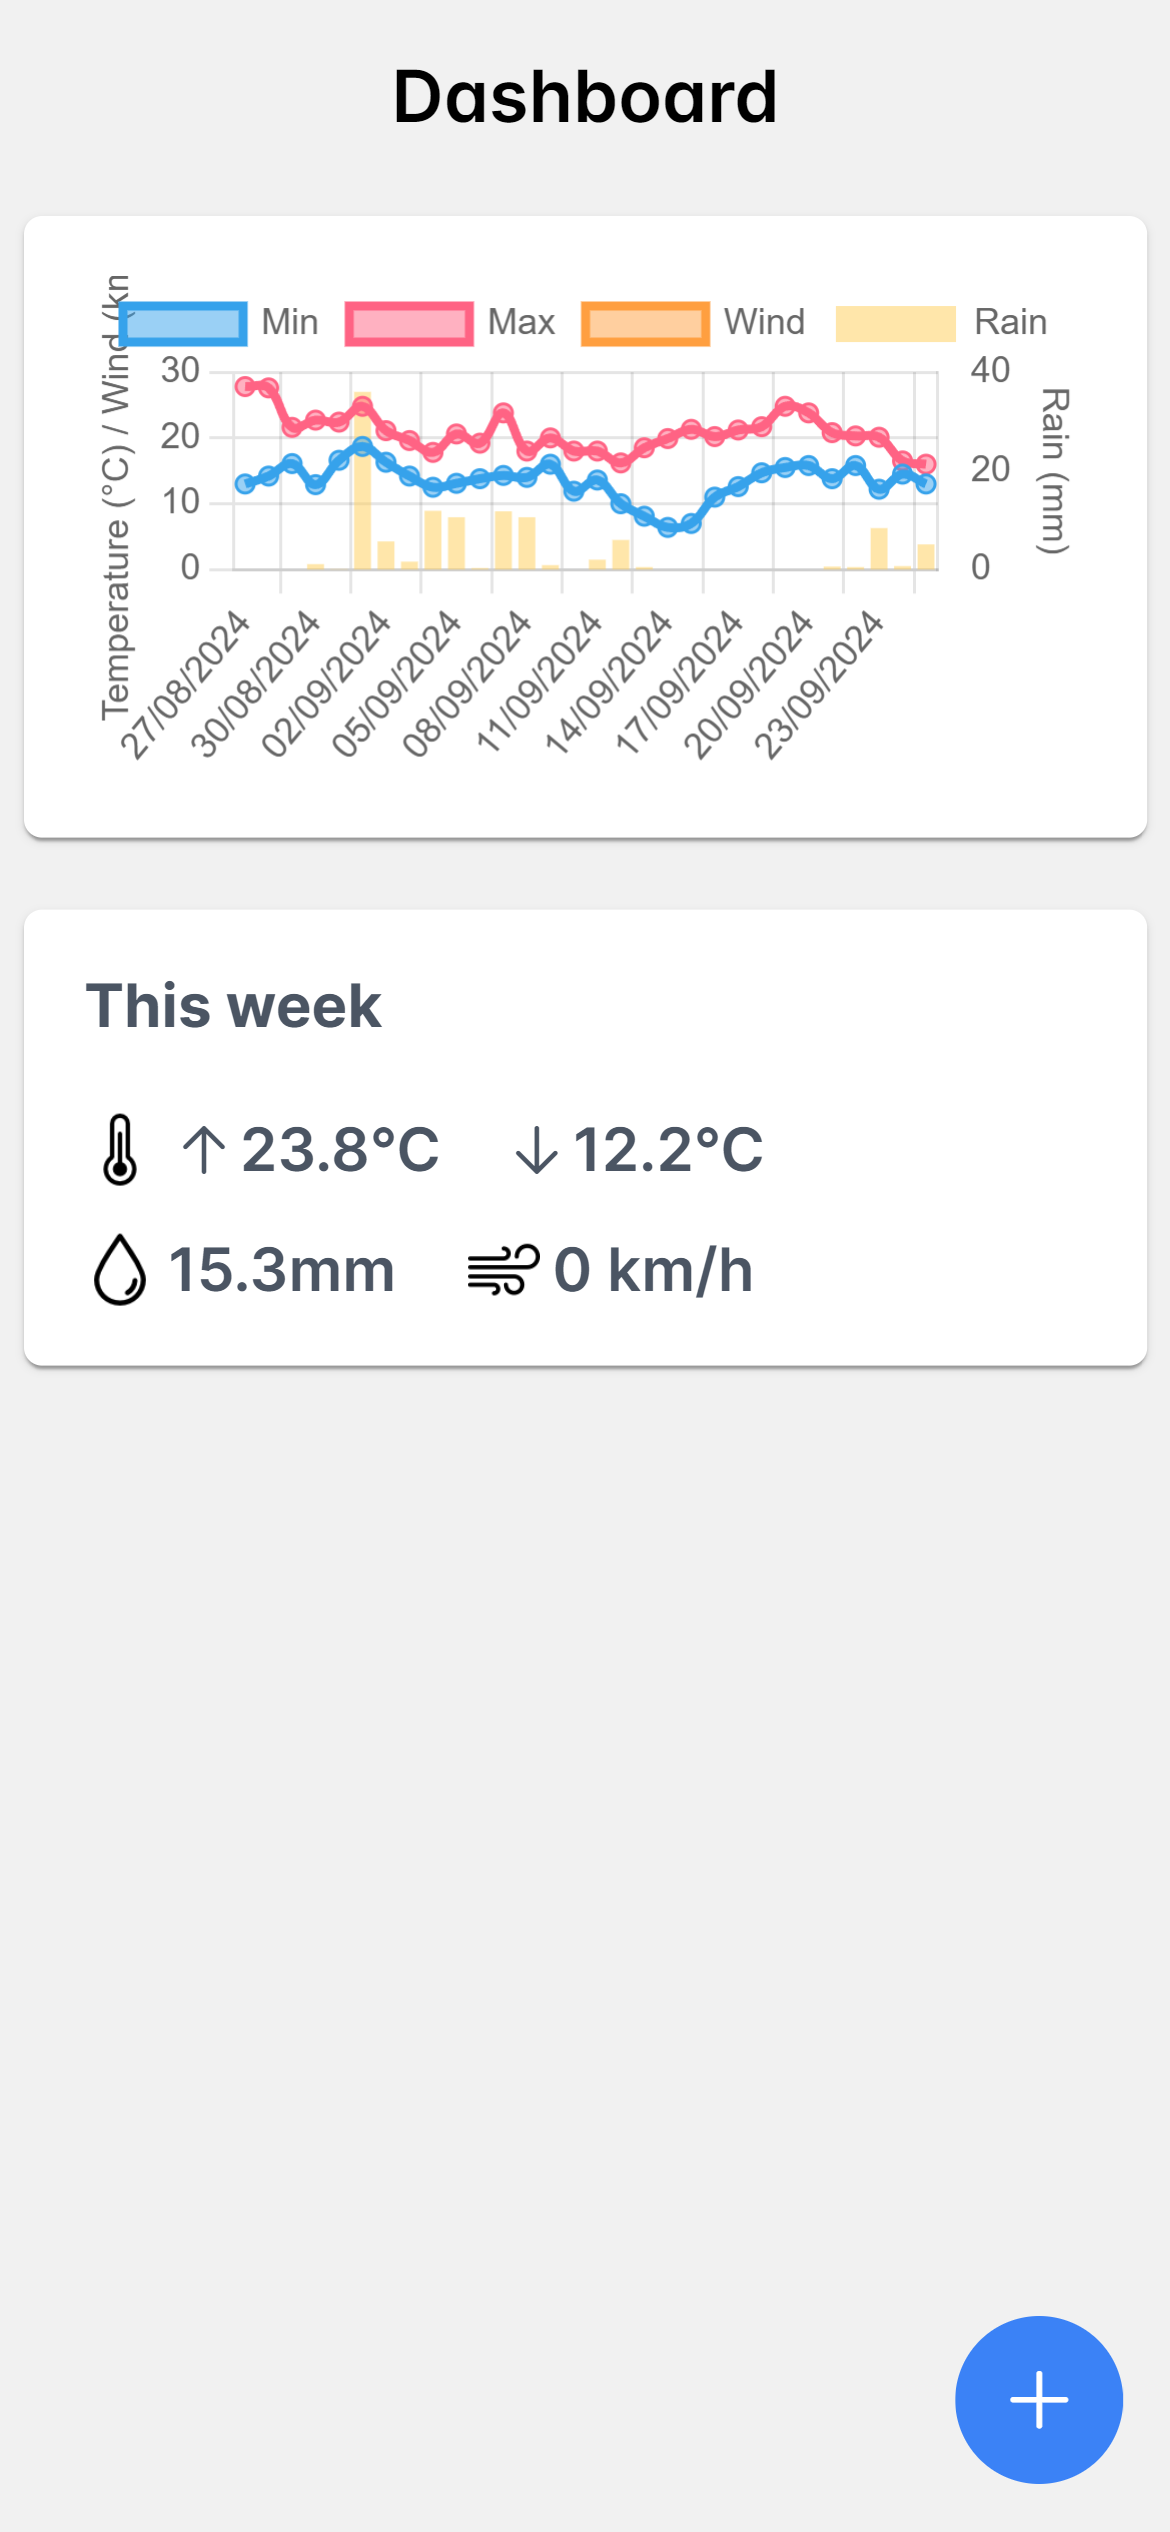 Dashboard
Temperature (°C) / Wind (kn
Min Max Wind Rain
30 40
20 20
10
0 0
Rain (mm)
27/08/2024 30/08/2024 02/09/2024 05/09/2024 08/09/2024 11/09/2024 14/09/2024 17/09/2024 20/09/2024 23/09/2024
This week
↑ 23.8°C ↓ 12.2°C
15.3mm 0 km/h